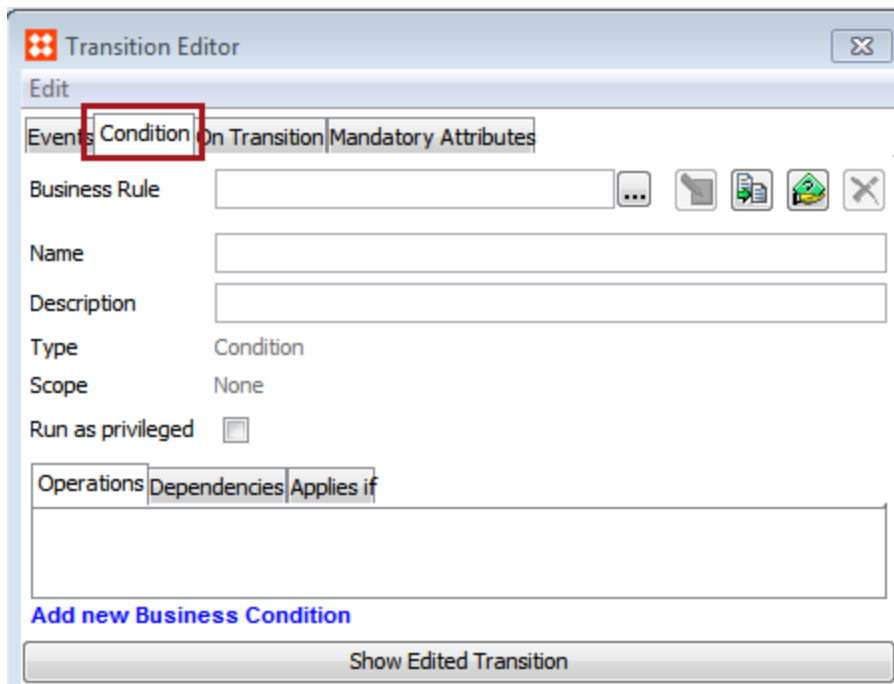 Transition Editor
Edit
Events Condition On Transition Mandatory Attributes
Business Rule ...
Name
Description
Type Condition
Scope None
Run as privileged
Operations Dependencies Applies if
Add new Business Condition
Show Edited Transition